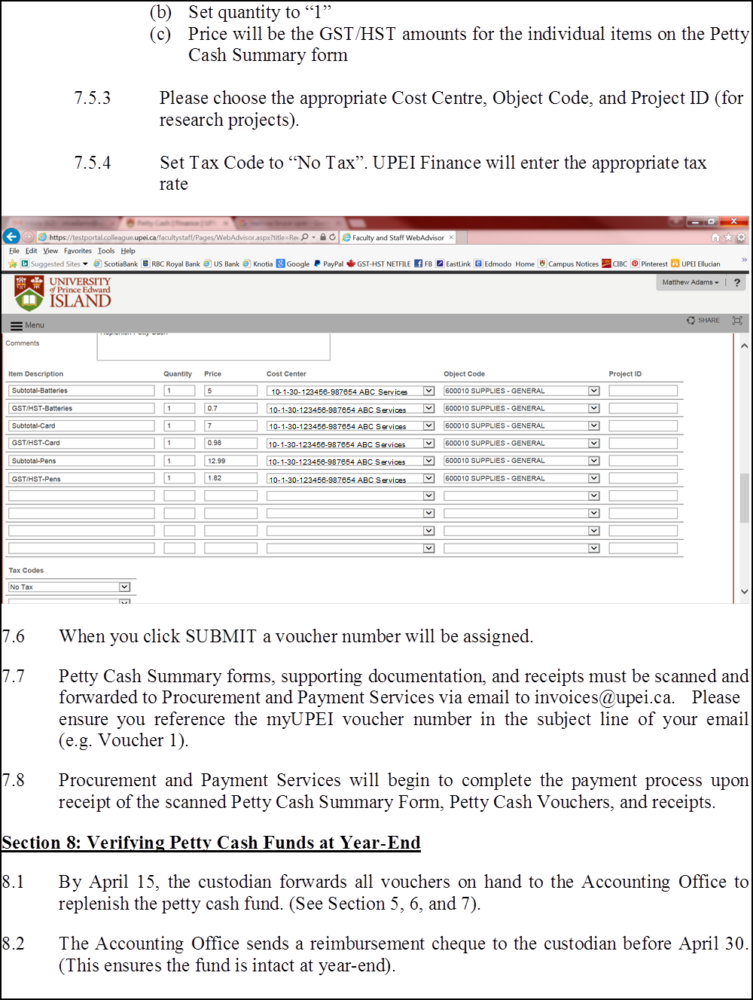 (b) Set quantity to “1”
(c) Price will be the GST/HST amounts for the individual items on the Petty
Cash Summary form
7.5.3 Please choose the appropriate Cost Centre, Object Code, and Project ID (for
research projects).
7.5.4 Set Tax Code to “No Tax”. UPEI Finance will enter the appropriate tax
rate
Petty Cash | Finance | UPEI
https://testportal.colleague.upei.ca/facultystaff/Pages/WebAdvisor.aspx?title=Re Faculty and Staff WebAdvisor
File Edit View Favorites Tools Help
Suggested Sites ScotiaBank RBC Royal Bank US Bank Knotia Google PayPal GST-HST NETFILE FB EastLink Edmodo Home Campus Notices CIBC Pinterest UPEI Ellucian »
UNIVERSITY
of Prince Edward
ISLAND
Matthew Adams ?
Menu SHARE
Replenish Petty Cash
Comments
Item Description Quantity Price Cost Center Object Code Project ID
Subtotal-Batteries 1 5 10-1-30-123456-987654 ABC Services 600010 SUPPLIES - GENERAL
GST/HST-Batteries 1 0.7 10-1-30-123456-987654 ABC Services 600010 SUPPLIES - GENERAL
Subtotal-Card 1 7 10-1-30-123456-987654 ABC Services 600010 SUPPLIES - GENERAL
GST/HST-Card 1 0.98 10-1-30-123456-987654 ABC Services 600010 SUPPLIES - GENERAL
Subtotal-Pens 1 12.99 10-1-30-123456-987654 ABC Services 600010 SUPPLIES - GENERAL
GST/HST-Pens 1 1.82 10-1-30-123456-987654 ABC Services 600010 SUPPLIES - GENERAL
Tax Codes
No Tax
7.6 When you click SUBMIT a voucher number will be assigned.
7.7 Petty Cash Summary forms, supporting documentation, and receipts must be scanned and
forwarded to Procurement and Payment Services via email to invoices@upei.ca. Please
ensure you reference the myUPEI voucher number in the subject line of your email
(e.g. Voucher 1).
7.8 Procurement and Payment Services will begin to complete the payment process upon
receipt of the scanned Petty Cash Summary Form, Petty Cash Vouchers, and receipts.
Section 8: Verifying Petty Cash Funds at Year-End
8.1 By April 15, the custodian forwards all vouchers on hand to the Accounting Office to
replenish the petty cash fund. (See Section 5, 6, and 7).
8.2 The Accounting Office sends a reimbursement cheque to the custodian before April 30.
(This ensures the fund is intact at year-end).